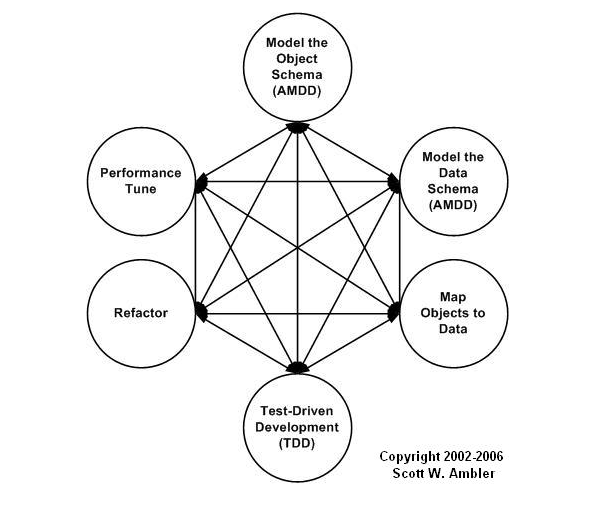 Model the
Object
Schema
(AMDD)
Performance
Tune
Model the
Data
Schema
(AMDD)
Refactor
Map
Objects to
Data
Test-Driven
Development
(TDD)
Copyright 2002-2006
Scott W. Ambler